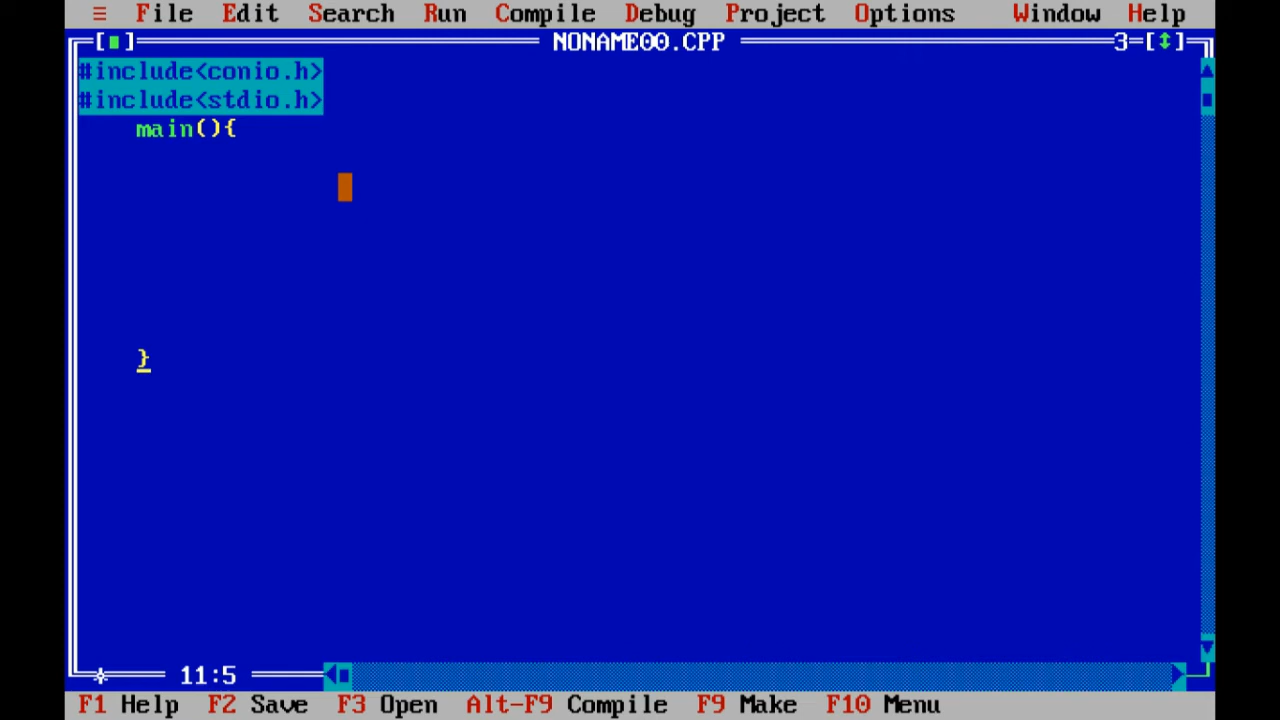 ≡ File Edit Search Run Compile Debug Project Options Window Help
[■] NONAME00.CPP 3=[↕]
#include<conio.h>
#include<stdio.h>
main(){
}
11:5
F1 Help F2 Save F3 Open Alt-F9 Compile F9 Make F10 Menu